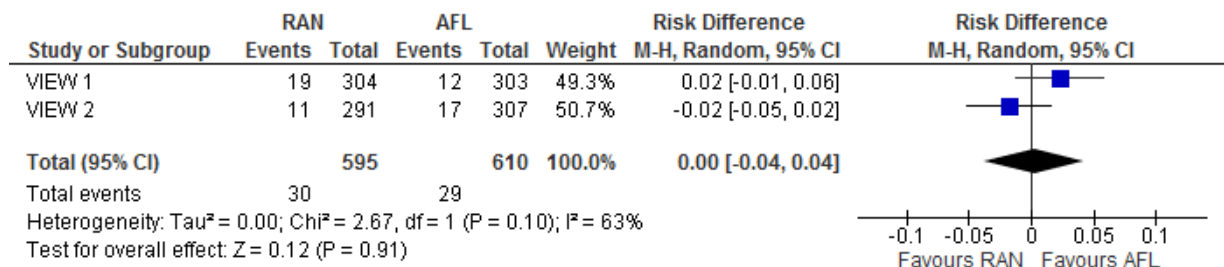 RAN AFL Risk Difference Risk Difference
Study or Subgroup Events Total Events Total Weight M-H, Random, 95% CI M-H, Random, 95% CI
VIEW 1 19 304 12 303 49.3% 0.02 [-0.01, 0.06]
VIEW 2 11 291 17 307 50.7% -0.02 [-0.05, 0.02]
Total (95% CI) 595 610 100.0% 0.00 [-0.04, 0.04]
Total events 30 29
Heterogeneity: Tau² = 0.00; Chi² = 2.67, df = 1 (P = 0.10); I² = 63%
Test for overall effect: Z = 0.12 (P = 0.91)
-0.1 -0.05 0 0.05 0.1
Favours RAN Favours AFL